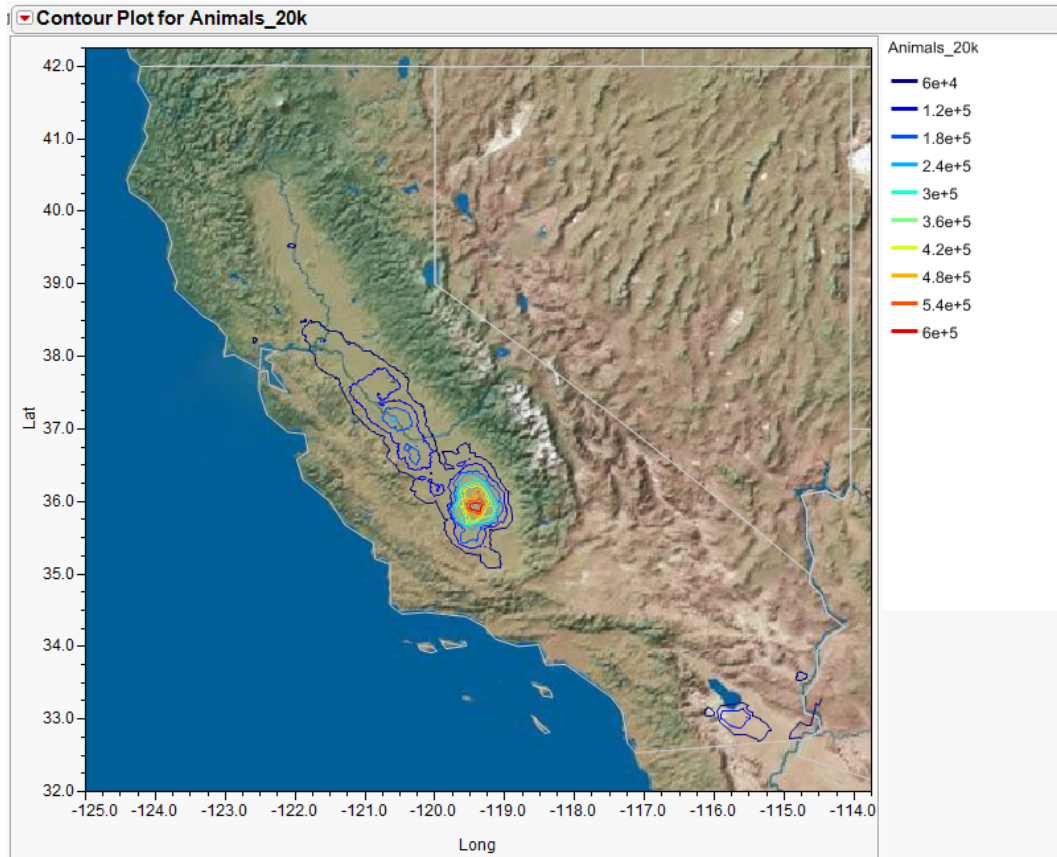 Contour Plot for Animals_20k
Animals_20k
6e+4
1.2e+5
1.8e+5
2.4e+5
3e+5
3.6e+5
4.2e+5
4.8e+5
5.4e+5
6e+5
Lat
42.0
41.0
40.0
39.0
38.0
37.0
36.0
35.0
34.0
33.0
32.0
-125.0 -124.0 -123.0 -122.0 -121.0 -120.0 -119.0 -118.0 -117.0 -116.0 -115.0 -114.0
Long